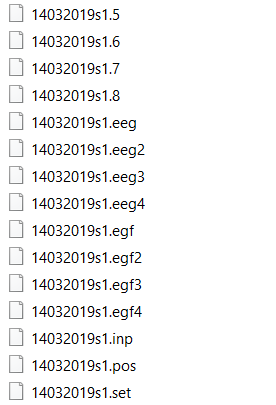 14032019s1.5
14032019s1.6
14032019s1.7
14032019s1.8
14032019s1.eeg
14032019s1.eeg2
14032019s1.eeg3
14032019s1.eeg4
14032019s1.egf
14032019s1.egf2
14032019s1.egf3
14032019s1.egf4
14032019s1.inp
14032019s1.pos
14032019s1.set